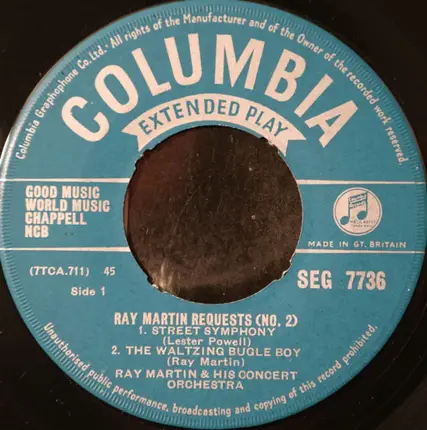 Columbia Graphophone Co. Ltd. · All rights of the Manufacturer and of the Owner of the recorded work reserved.
COLUMBIA
EXTENDED PLAY
GOOD MUSIC
WORLD MUSIC
CHAPPELL
NCB
MADE IN GT. BRITAIN
(7TCA.711) 45
SEG 7736
Side 1
RAY MARTIN REQUESTS (NO. 2)
1. STREET SYMPHONY
(Lester Powell)
2. THE WALTZING BUGLE BOY
(Ray Martin)
RAY MARTIN & HIS CONCERT
ORCHESTRA
Unauthorised public performance, broadcasting and copying of this record prohibited.